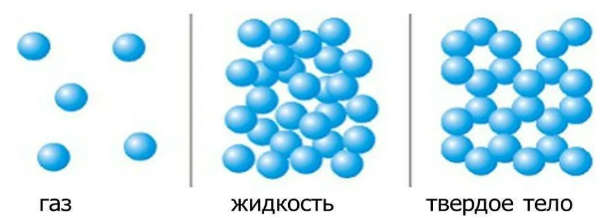 газ
жидкость
твердое тело